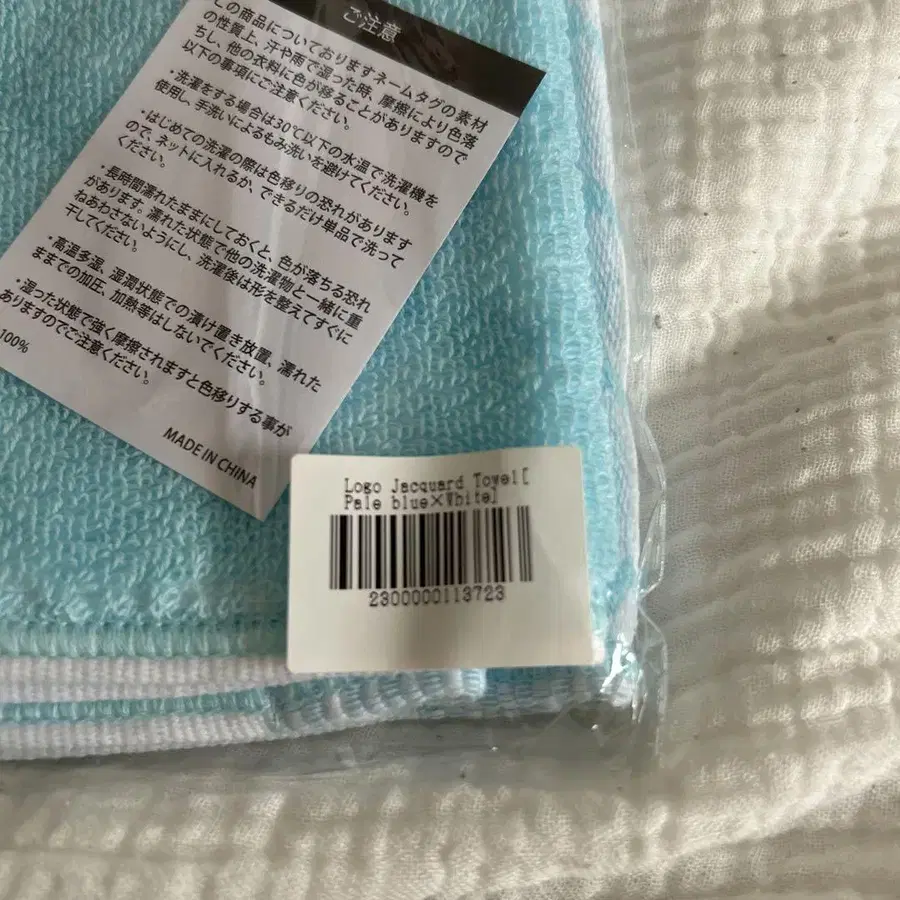 ご注意
この商品についておりますネームタグの素材
の性質上、汗や雨で湿った時、摩擦により色落
ちし、他の衣料に色が移ることがありますので
以下の事項にご注意ください。
・洗濯をする場合は30℃以下の水温で洗濯機を
使用し、手洗いによるもみ洗いを避けてください。
・はじめての洗濯の際は色移りの恐れがあります
ので、ネットに入れるか、できるだけ単品で洗って
ください。
・長時間濡れたままにしておくと、色が落ちる恐れ
があります。濡れた状態で他の洗濯物と一緒に重
ねあわさないようにし、洗濯後は形を整えてすぐに
干してください。
・高温多湿、湿潤状態での漬け置き放置、濡れた
ままでの加圧、加熱等はしないでください。
・湿った状態で強く摩擦されますと色移りする事が
ありますのでご注意ください。
100%
MADE IN CHINA
Logo Jacquard Towel[
Pale blue×White]
2300000113723